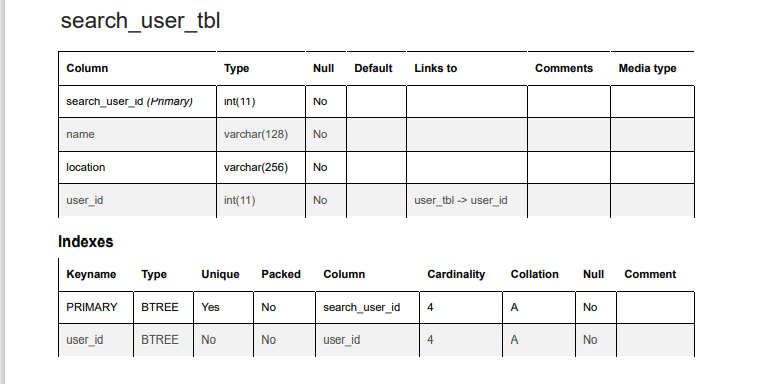 search_user_tbl
Column Type Null Default Links to Comments Media type
search_user_id (Primary) int(11) No
name varchar(128) No
location varchar(256) No
user_id int(11) No user_tbl -> user_id
Indexes
Keyname Type Unique Packed Column Cardinality Collation Null Comment
PRIMARY BTREE Yes No search_user_id 4 A No
user_id BTREE No No user_id 4 A No